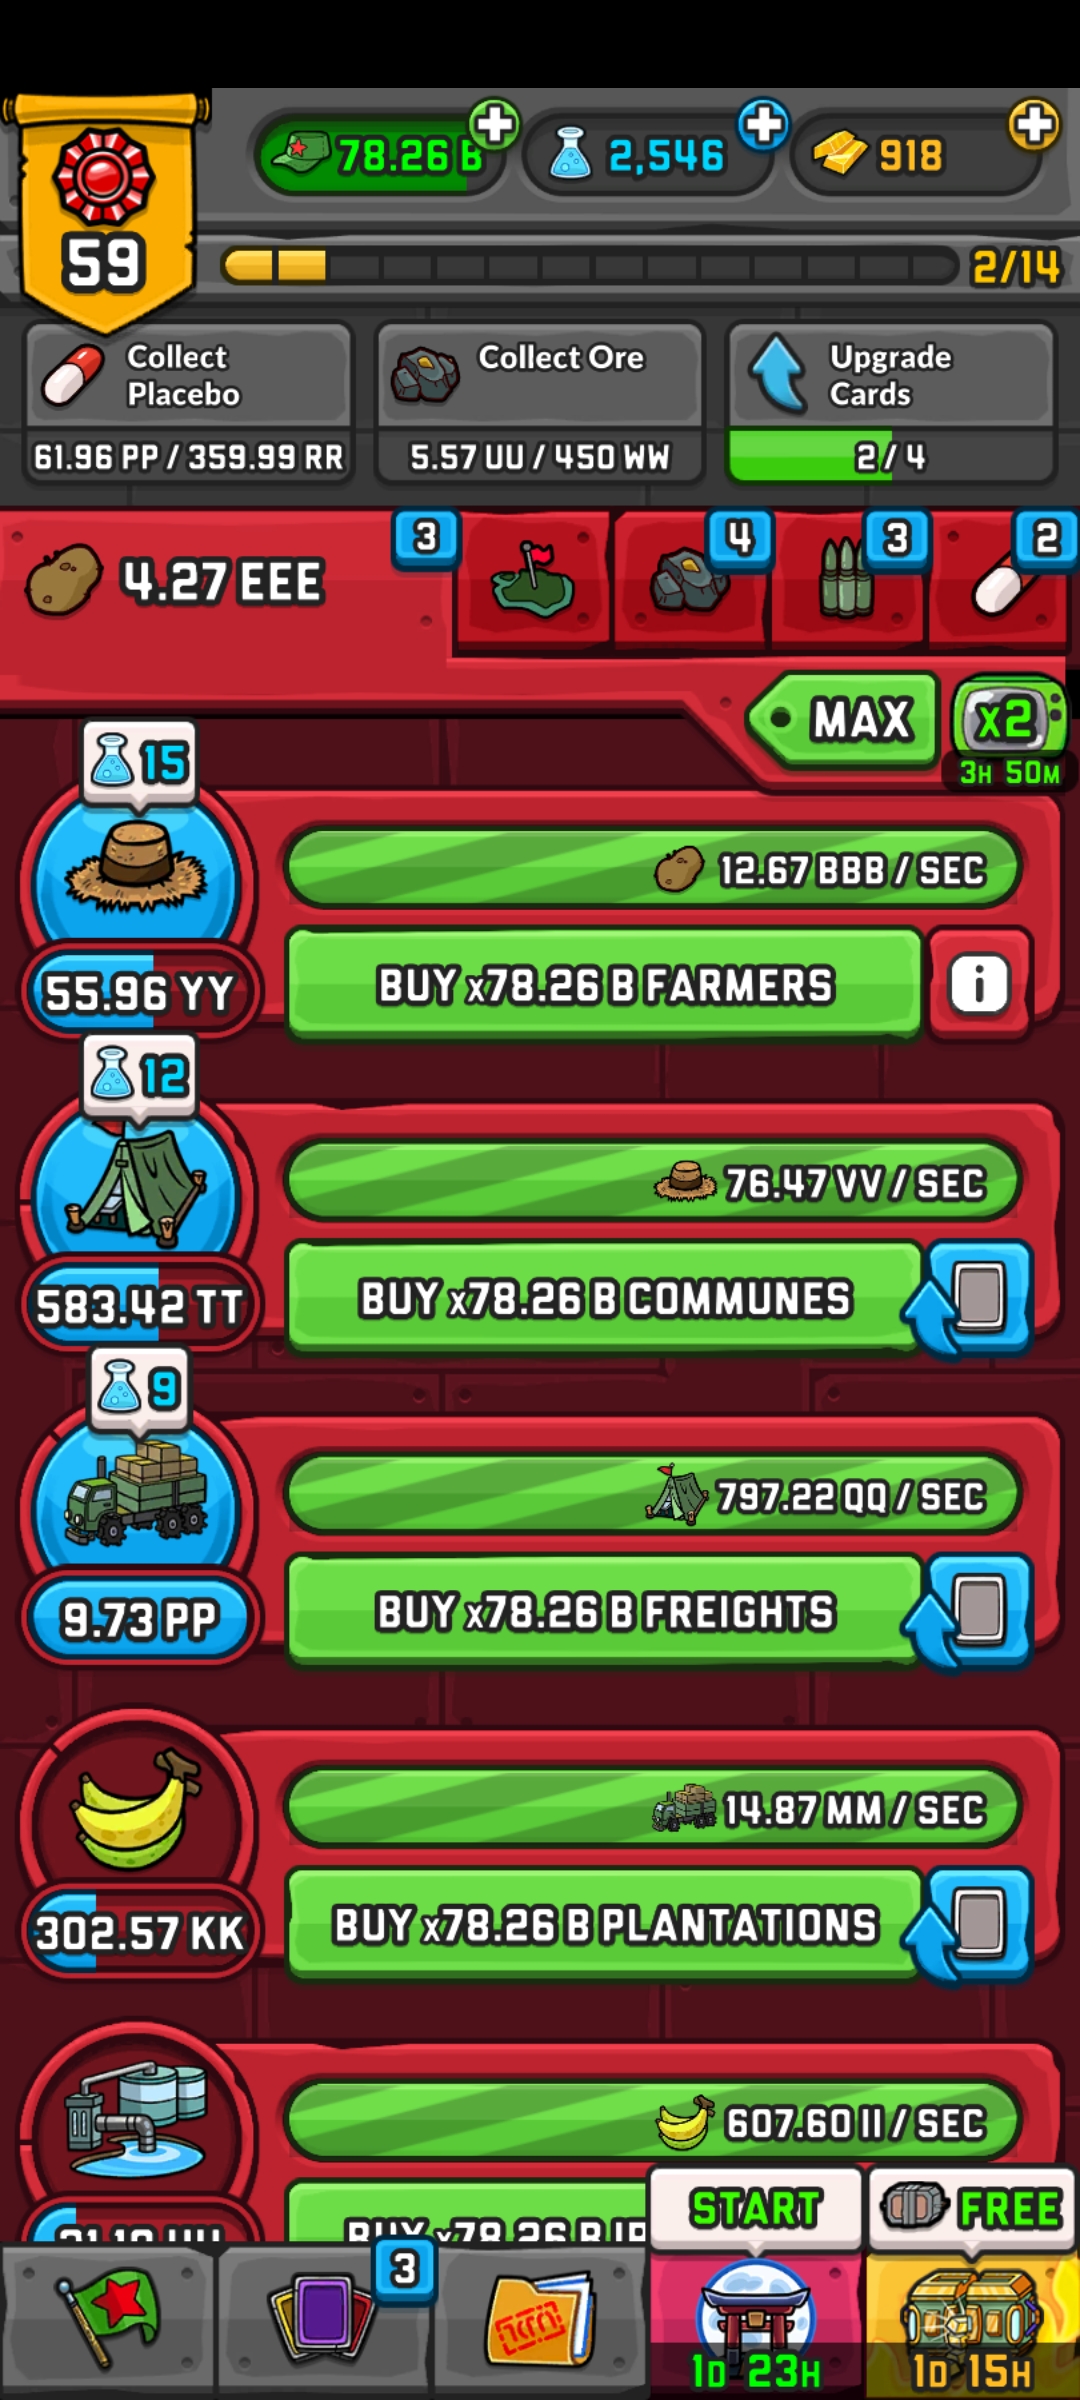 59
78.26 B
2,546
918
2/14
Collect
Placebo
61.96 PP / 359.99 RR
Collect Ore
5.57 UU / 450 WW
Upgrade
Cards
2/ 4
4.27 EEE
3
4
3
2
MAX
x2
3H 50M
15
12.67 BBB / SEC
55.96 YY
BUY x78.26 B FARMERS
i
12
76.47 VV / SEC
583.42 TT
BUY x78.26 B COMMUNES
9
797.22 QQ / SEC
9.73 PP
BUY x78.26 B FREIGHTS
14.87 MM / SEC
302.57 KK
BUY x78.26 B PLANTATIONS
607.60 II / SEC
BUY x78.26 B
START
FREE
3
1D 23H
1D 15H